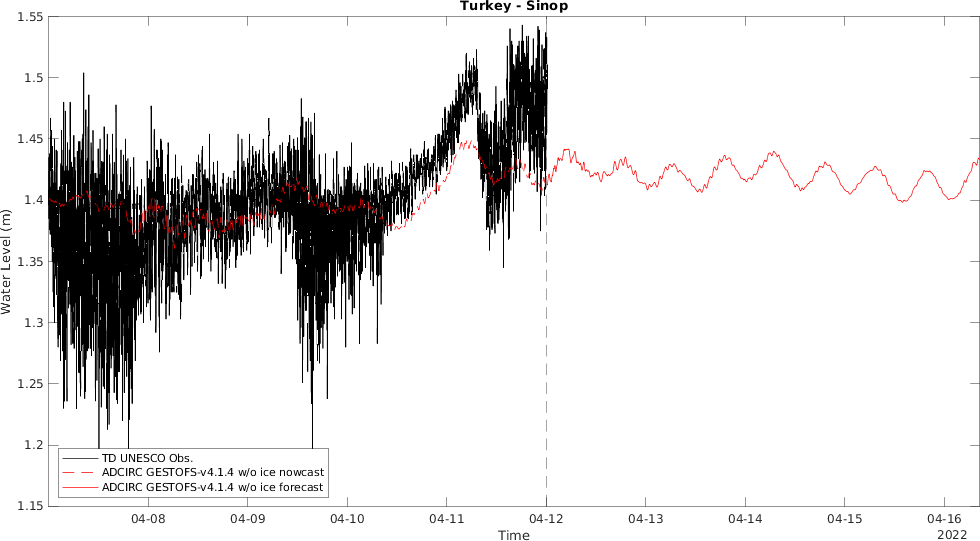 Turkey - Sinop
1.55
1.5
1.45
1.4
1.35
1.3
1.25
1.2
1.15
Water Level (m)
TD UNESCO Obs.
ADCIRC GESTOFS-v4.1.4 w/o ice nowcast
ADCIRC GESTOFS-v4.1.4 w/o ice forecast
04-08 04-09 04-10 04-11 04-12 04-13 04-14 04-15 04-16
Time
2022